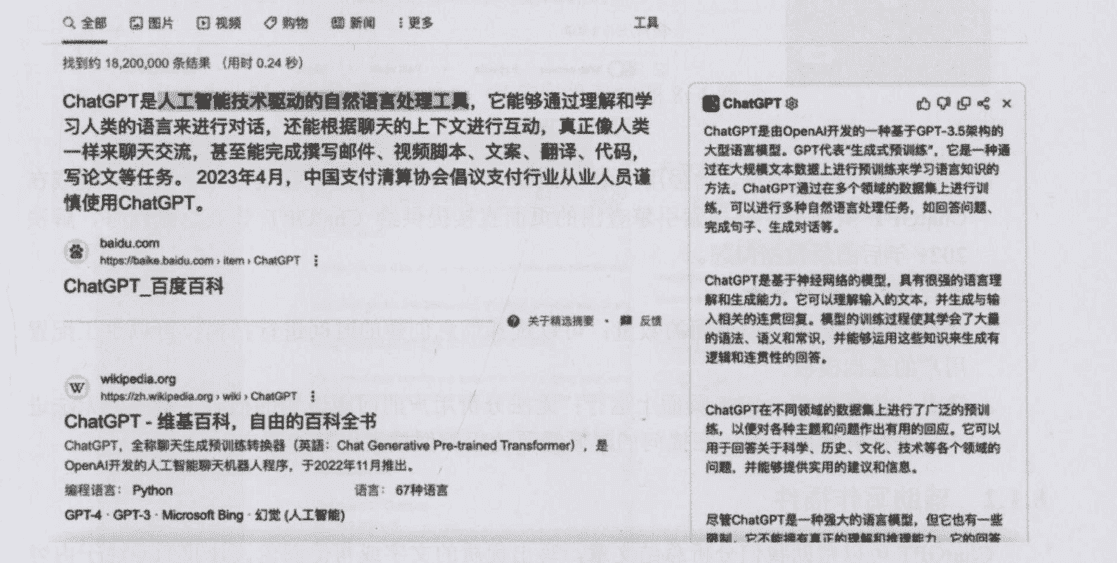 全部 图片 视频 购物 新闻 更多 工具
找到约 18,200,000 条结果 （用时 0.24 秒）
ChatGPT是人工智能技术驱动的自然语言处理工具，它能够通过理解和学
习人类的语言来进行对话，还能根据聊天的上下文进行互动，真正像人类
一样来聊天交流，甚至能完成撰写邮件、视频脚本、文案、翻译、代码，
写论文等任务。 2023年4月，中国支付清算协会倡议支付行业从业人员谨
慎使用ChatGPT。
baidu.com
https://baike.baidu.com › item › ChatGPT
ChatGPT_百度百科
关于精选摘要 · 反馈
wikipedia.org
https://zh.wikipedia.org › wiki › ChatGPT
ChatGPT - 维基百科，自由的百科全书
ChatGPT，全称聊天生成预训练转换器（英語：Chat Generative Pre-trained Transformer），是
OpenAI开发的人工智能聊天机器人程序，于2022年11月推出。
编程语言： Python 语言： 67种语言
GPT-4 · GPT-3 · Microsoft Bing · 幻觉 (人工智能)
ChatGPT
ChatGPT是由OpenAI开发的一种基于GPT-3.5架构的
大型语言模型。GPT代表“生成式预训练”，它是一种通
过在大规模文本数据上进行预训练来学习语言知识的
方法。ChatGPT通过在多个领域的数据集上进行训
练，可以进行多种自然语言处理任务，如回答问题、
完成句子、生成对话等。
ChatGPT是基于神经网络的模型，具有很强的语言理
解和生成能力。它可以理解输入的文本，并生成与输
入相关的连贯回复。模型的训练过程使其学会了大量
的语法、语义和常识，并能够运用这些知识来生成有
逻辑和连贯性的回答。
ChatGPT在不同领域的数据集上进行了广泛的预训
练，以便对各种主题和问题作出有用的回应。它可以
用于回答关于科学、历史、文化、技术等各个领域的
问题，并能够提供实用的建议和信息。
尽管ChatGPT是一种强大的语言模型，但它也有一些
限制。它不能拥有真正的理解和推理能力，它的回答